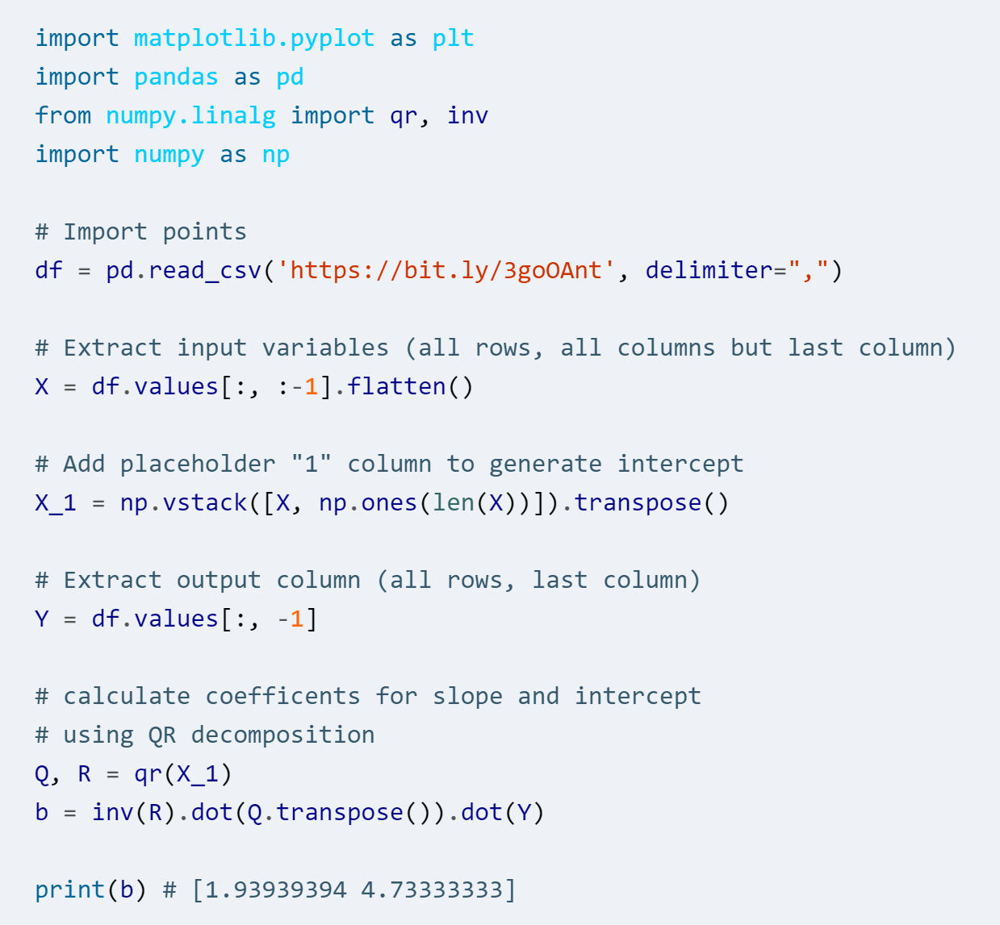 import matplotlib.pyplot as plt
import pandas as pd
from numpy.linalg import qr, inv
import numpy as np
# Import points
df = pd.read_csv('https://bit.ly/3goOAnt', delimiter=",")
# Extract input variables (all rows, all columns but last column)
X = df.values[:, :-1].flatten()
# Add placeholder "1" column to generate intercept
X_1 = np.vstack([X, np.ones(len(X))]).transpose()
# Extract output column (all rows, last column)
Y = df.values[:, -1]
# calculate coefficents for slope and intercept
# using QR decomposition
Q, R = qr(X_1)
b = inv(R).dot(Q.transpose()).dot(Y)
print(b) # [1.93939394 4.73333333]